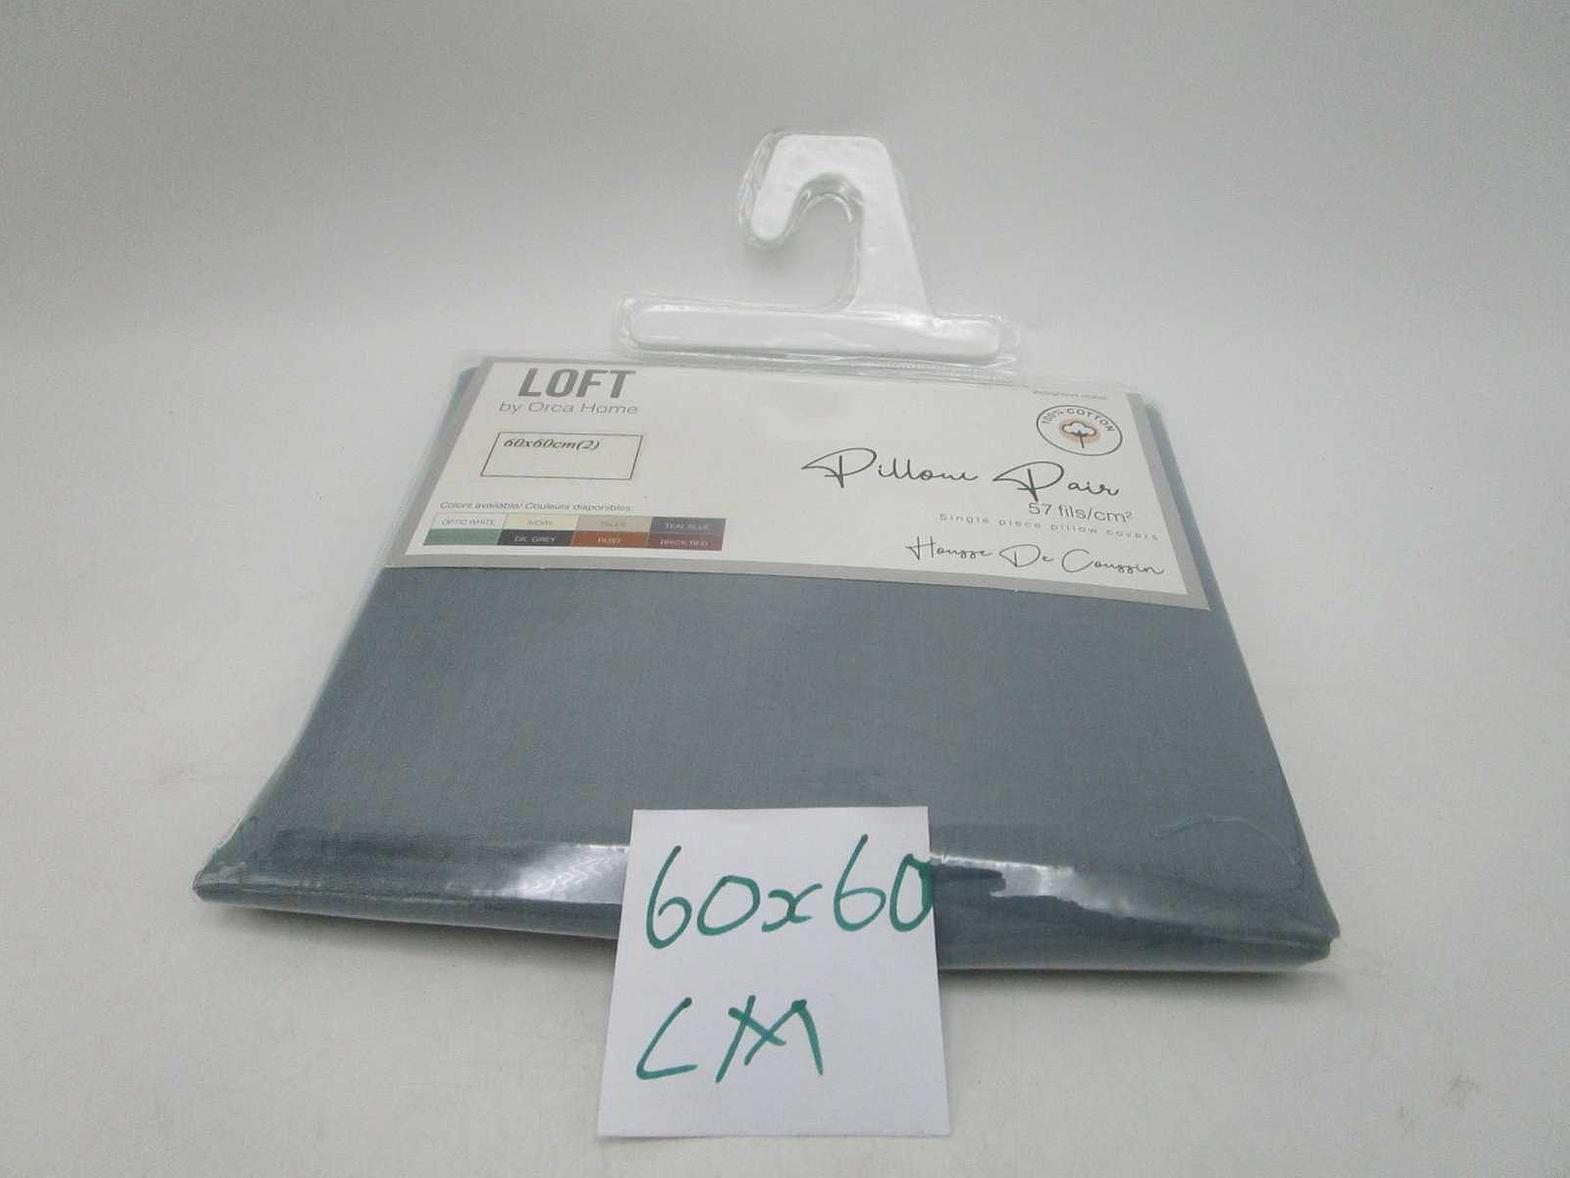 LOFT
by Orca Home
100% COTTON
60x60cm(2)
Pillow Pair
57 fils/cm²
Single piece pillow covers
Housse De Coussin
Colors available/ Couleurs disponibles:
OPTIC WHITE IVORY TAUPE TEAL BLUE
DK. GREY RUST BRICK RED
60x60
CM